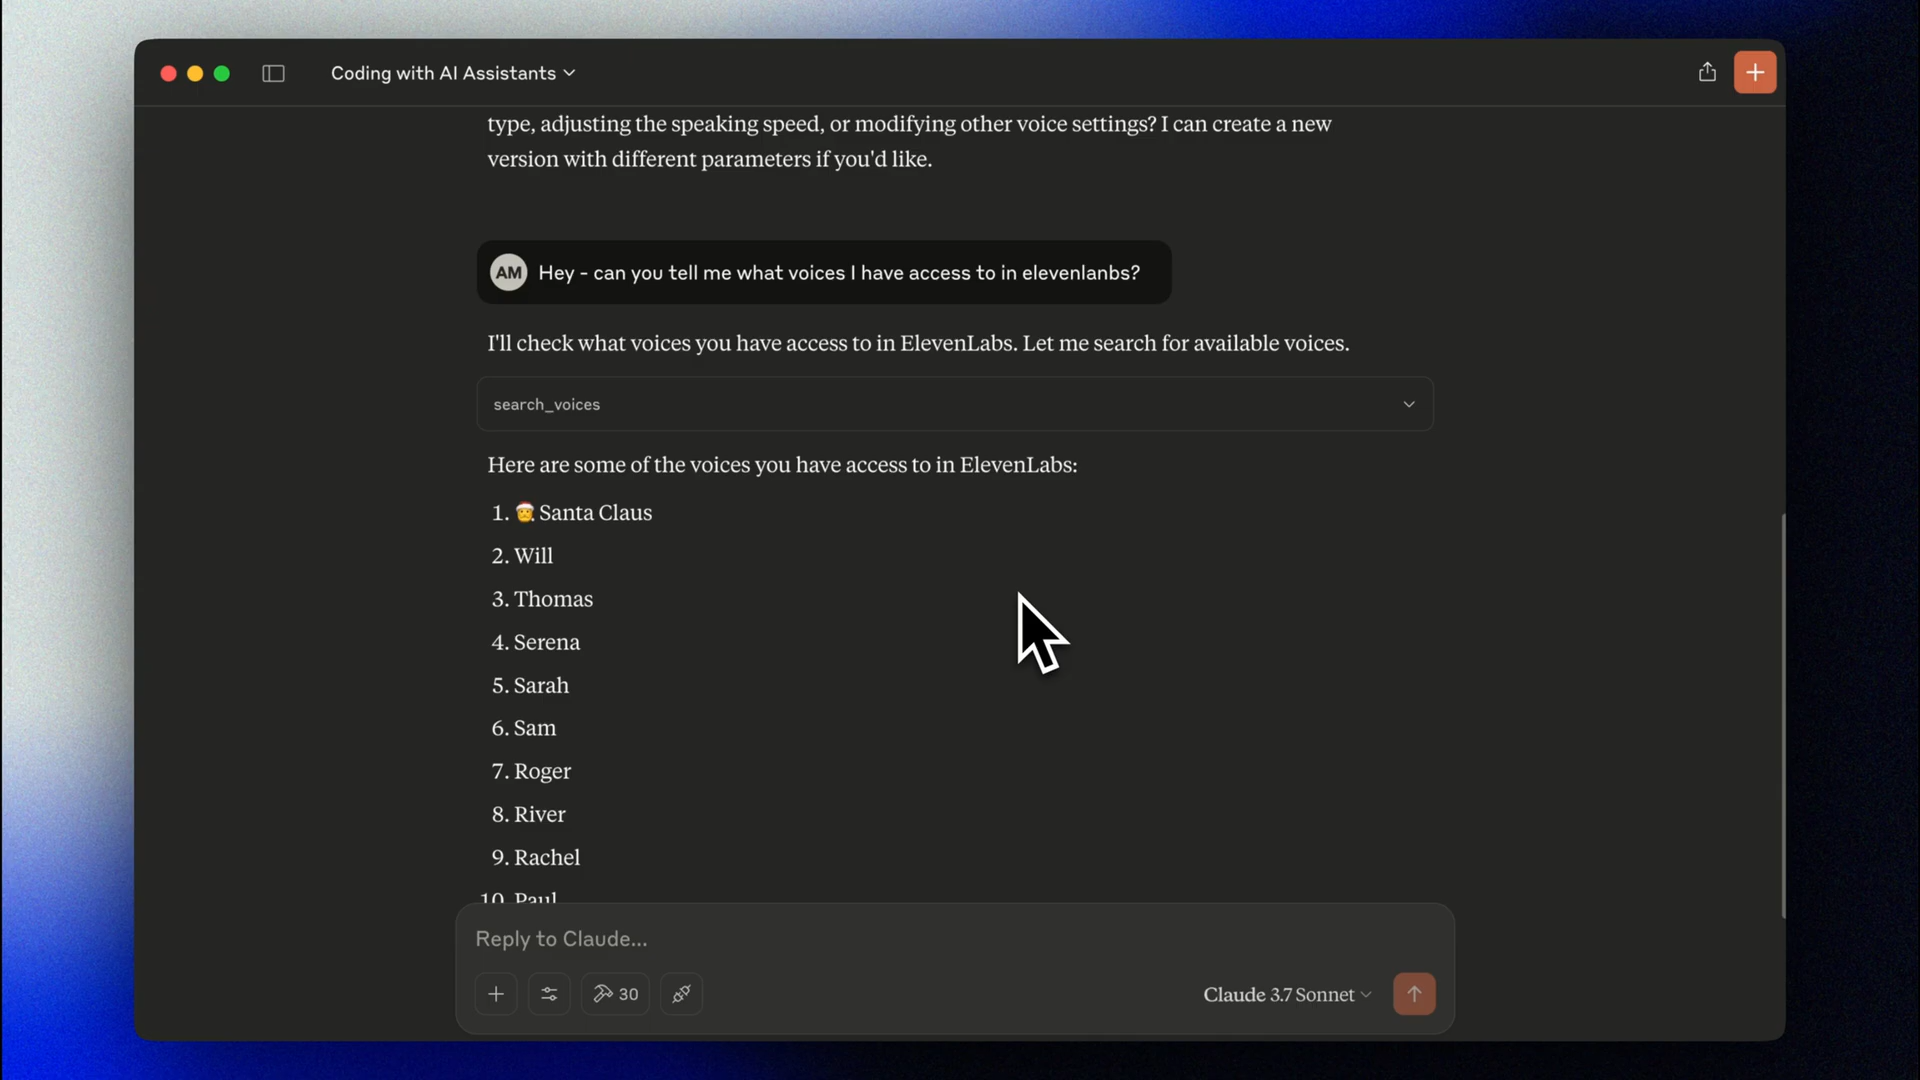 Coding with AI Assistants
type, adjusting the speaking speed, or modifying other voice settings? I can create a new
version with different parameters if you'd like.
AM Hey - can you tell me what voices I have access to in elevenlanbs?
I'll check what voices you have access to in ElevenLabs. Let me search for available voices.
search_voices
Here are some of the voices you have access to in ElevenLabs:
1. 🎅 Santa Claus
2. Will
3. Thomas
4. Serena
5. Sarah
6. Sam
7. Roger
8. River
9. Rachel
10. Paul
Reply to Claude...
30
Claude 3.7 Sonnet